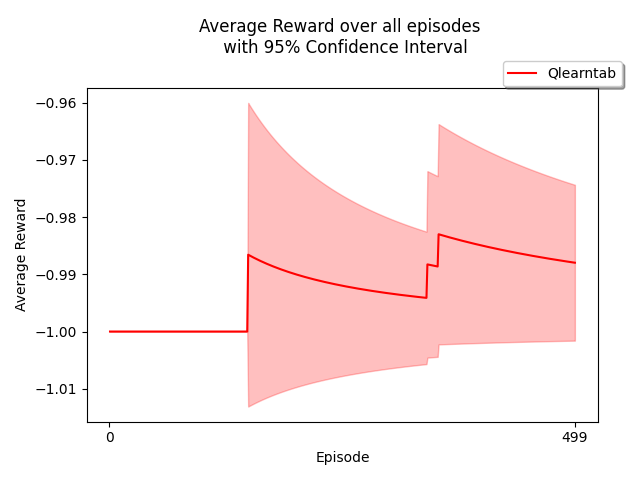 Average Reward over all episodes
with 95% Confidence Interval
Qlearntab
−0.96
−0.97
−0.98
−0.99
−1.00
−1.01
Average Reward
0
499
Episode